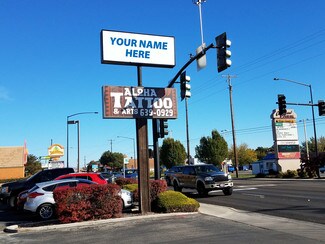 YOUR NAME
HERE
ALPHA
TATTOO
& ARTS 639-0929